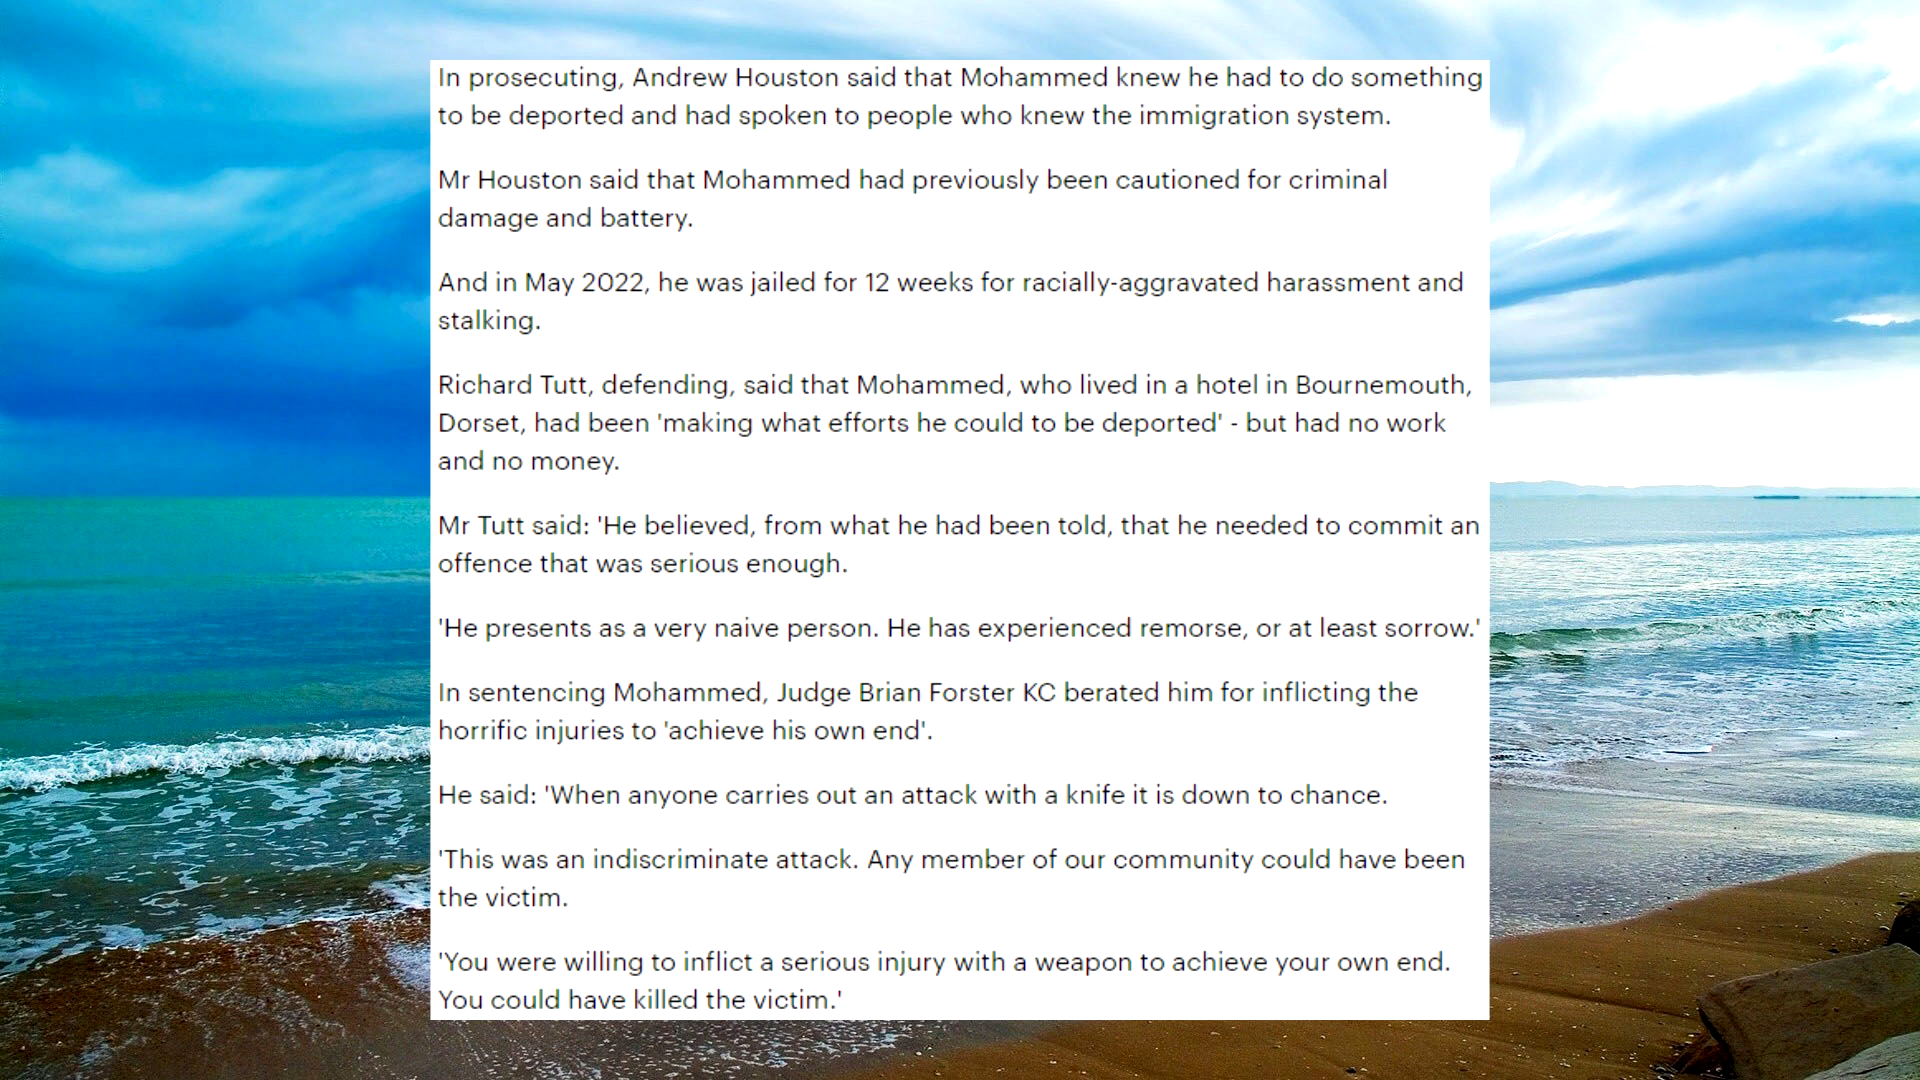 In prosecuting, Andrew Houston said that Mohammed knew he had to do something
to be deported and had spoken to people who knew the immigration system.
Mr Houston said that Mohammed had previously been cautioned for criminal
damage and battery.
And in May 2022, he was jailed for 12 weeks for racially-aggravated harassment and
stalking.
Richard Tutt, defending, said that Mohammed, who lived in a hotel in Bournemouth,
Dorset, had been 'making what efforts he could to be deported' - but had no work
and no money.
Mr Tutt said: 'He believed, from what he had been told, that he needed to commit an
offence that was serious enough.
'He presents as a very naive person. He has experienced remorse, or at least sorrow.'
In sentencing Mohammed, Judge Brian Forster KC berated him for inflicting the
horrific injuries to 'achieve his own end'.
He said: 'When anyone carries out an attack with a knife it is down to chance.
'This was an indiscriminate attack. Any member of our community could have been
the victim.
'You were willing to inflict a serious injury with a weapon to achieve your own end.
You could have killed the victim.'